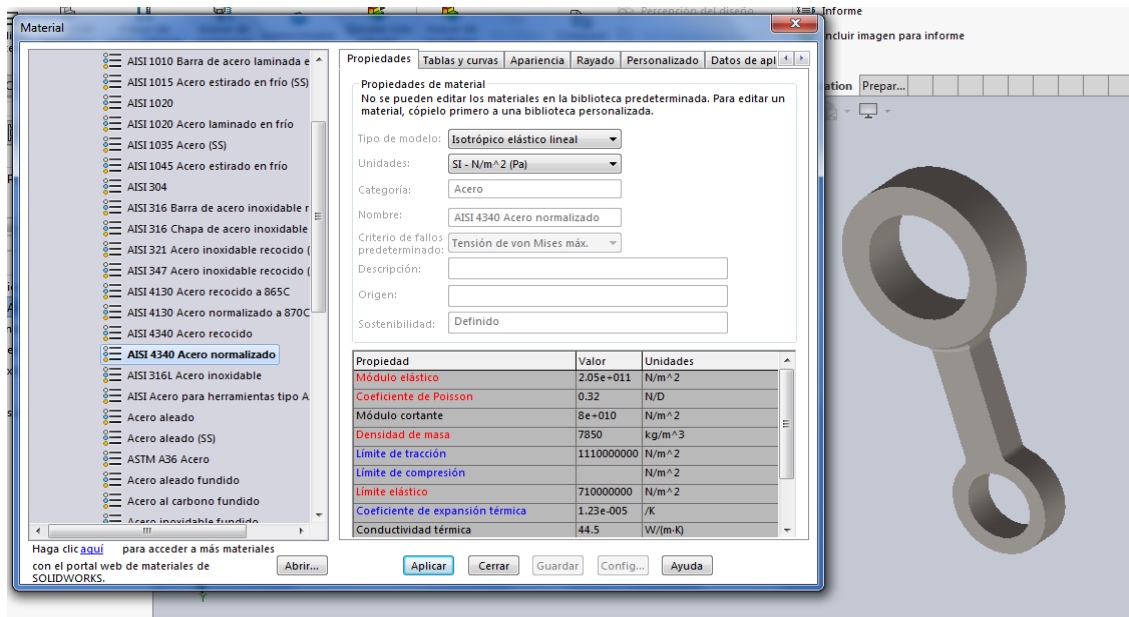 Percepción del diseño
Informe
ncluir imagen para informe
ation Prepar...
Material
AISI 1010 Barra de acero laminada e
AISI 1015 Acero estirado en frío (SS)
AISI 1020
AISI 1020 Acero laminado en frío
AISI 1035 Acero (SS)
AISI 1045 Acero estirado en frío
AISI 304
AISI 316 Barra de acero inoxidable r
AISI 316 Chapa de acero inoxidable
AISI 321 Acero inoxidable recocido (
AISI 347 Acero inoxidable recocido (
AISI 4130 Acero recocido a 865C
AISI 4130 Acero normalizado a 870C
AISI 4340 Acero recocido
AISI 4340 Acero normalizado
AISI 316L Acero inoxidable
AISI Acero para herramientas tipo A
Acero aleado
Acero aleado (SS)
ASTM A36 Acero
Acero aleado fundido
Acero al carbono fundido
Acero inoxidable fundido
Haga clic aquí para acceder a más materiales
con el portal web de materiales de
SOLIDWORKS.
Abrir...
Propiedades Tablas y curvas Apariencia Rayado Personalizado Datos de apl
Propiedades de material
No se pueden editar los materiales en la biblioteca predeterminada. Para editar un
material, cópielo primero a una biblioteca personalizada.
Tipo de modelo: Isotrópico elástico lineal
Unidades: SI - N/m^2 (Pa)
Categoría: Acero
Nombre: AISI 4340 Acero normalizado
Criterio de fallos
predeterminado: Tensión de von Mises máx.
Descripción:
Origen:
Sostenibilidad: Definido
Propiedad Valor Unidades
Módulo elástico 2.05e+011 N/m^2
Coeficiente de Poisson 0.32 N/D
Módulo cortante 8e+010 N/m^2
Densidad de masa 7850 kg/m^3
Límite de tracción 1110000000 N/m^2
Límite de compresión N/m^2
Límite elástico 710000000 N/m^2
Coeficiente de expansión térmica 1.23e-005 /K
Conductividad térmica 44.5 W/(m·K)
Aplicar Cerrar Guardar Config... Ayuda